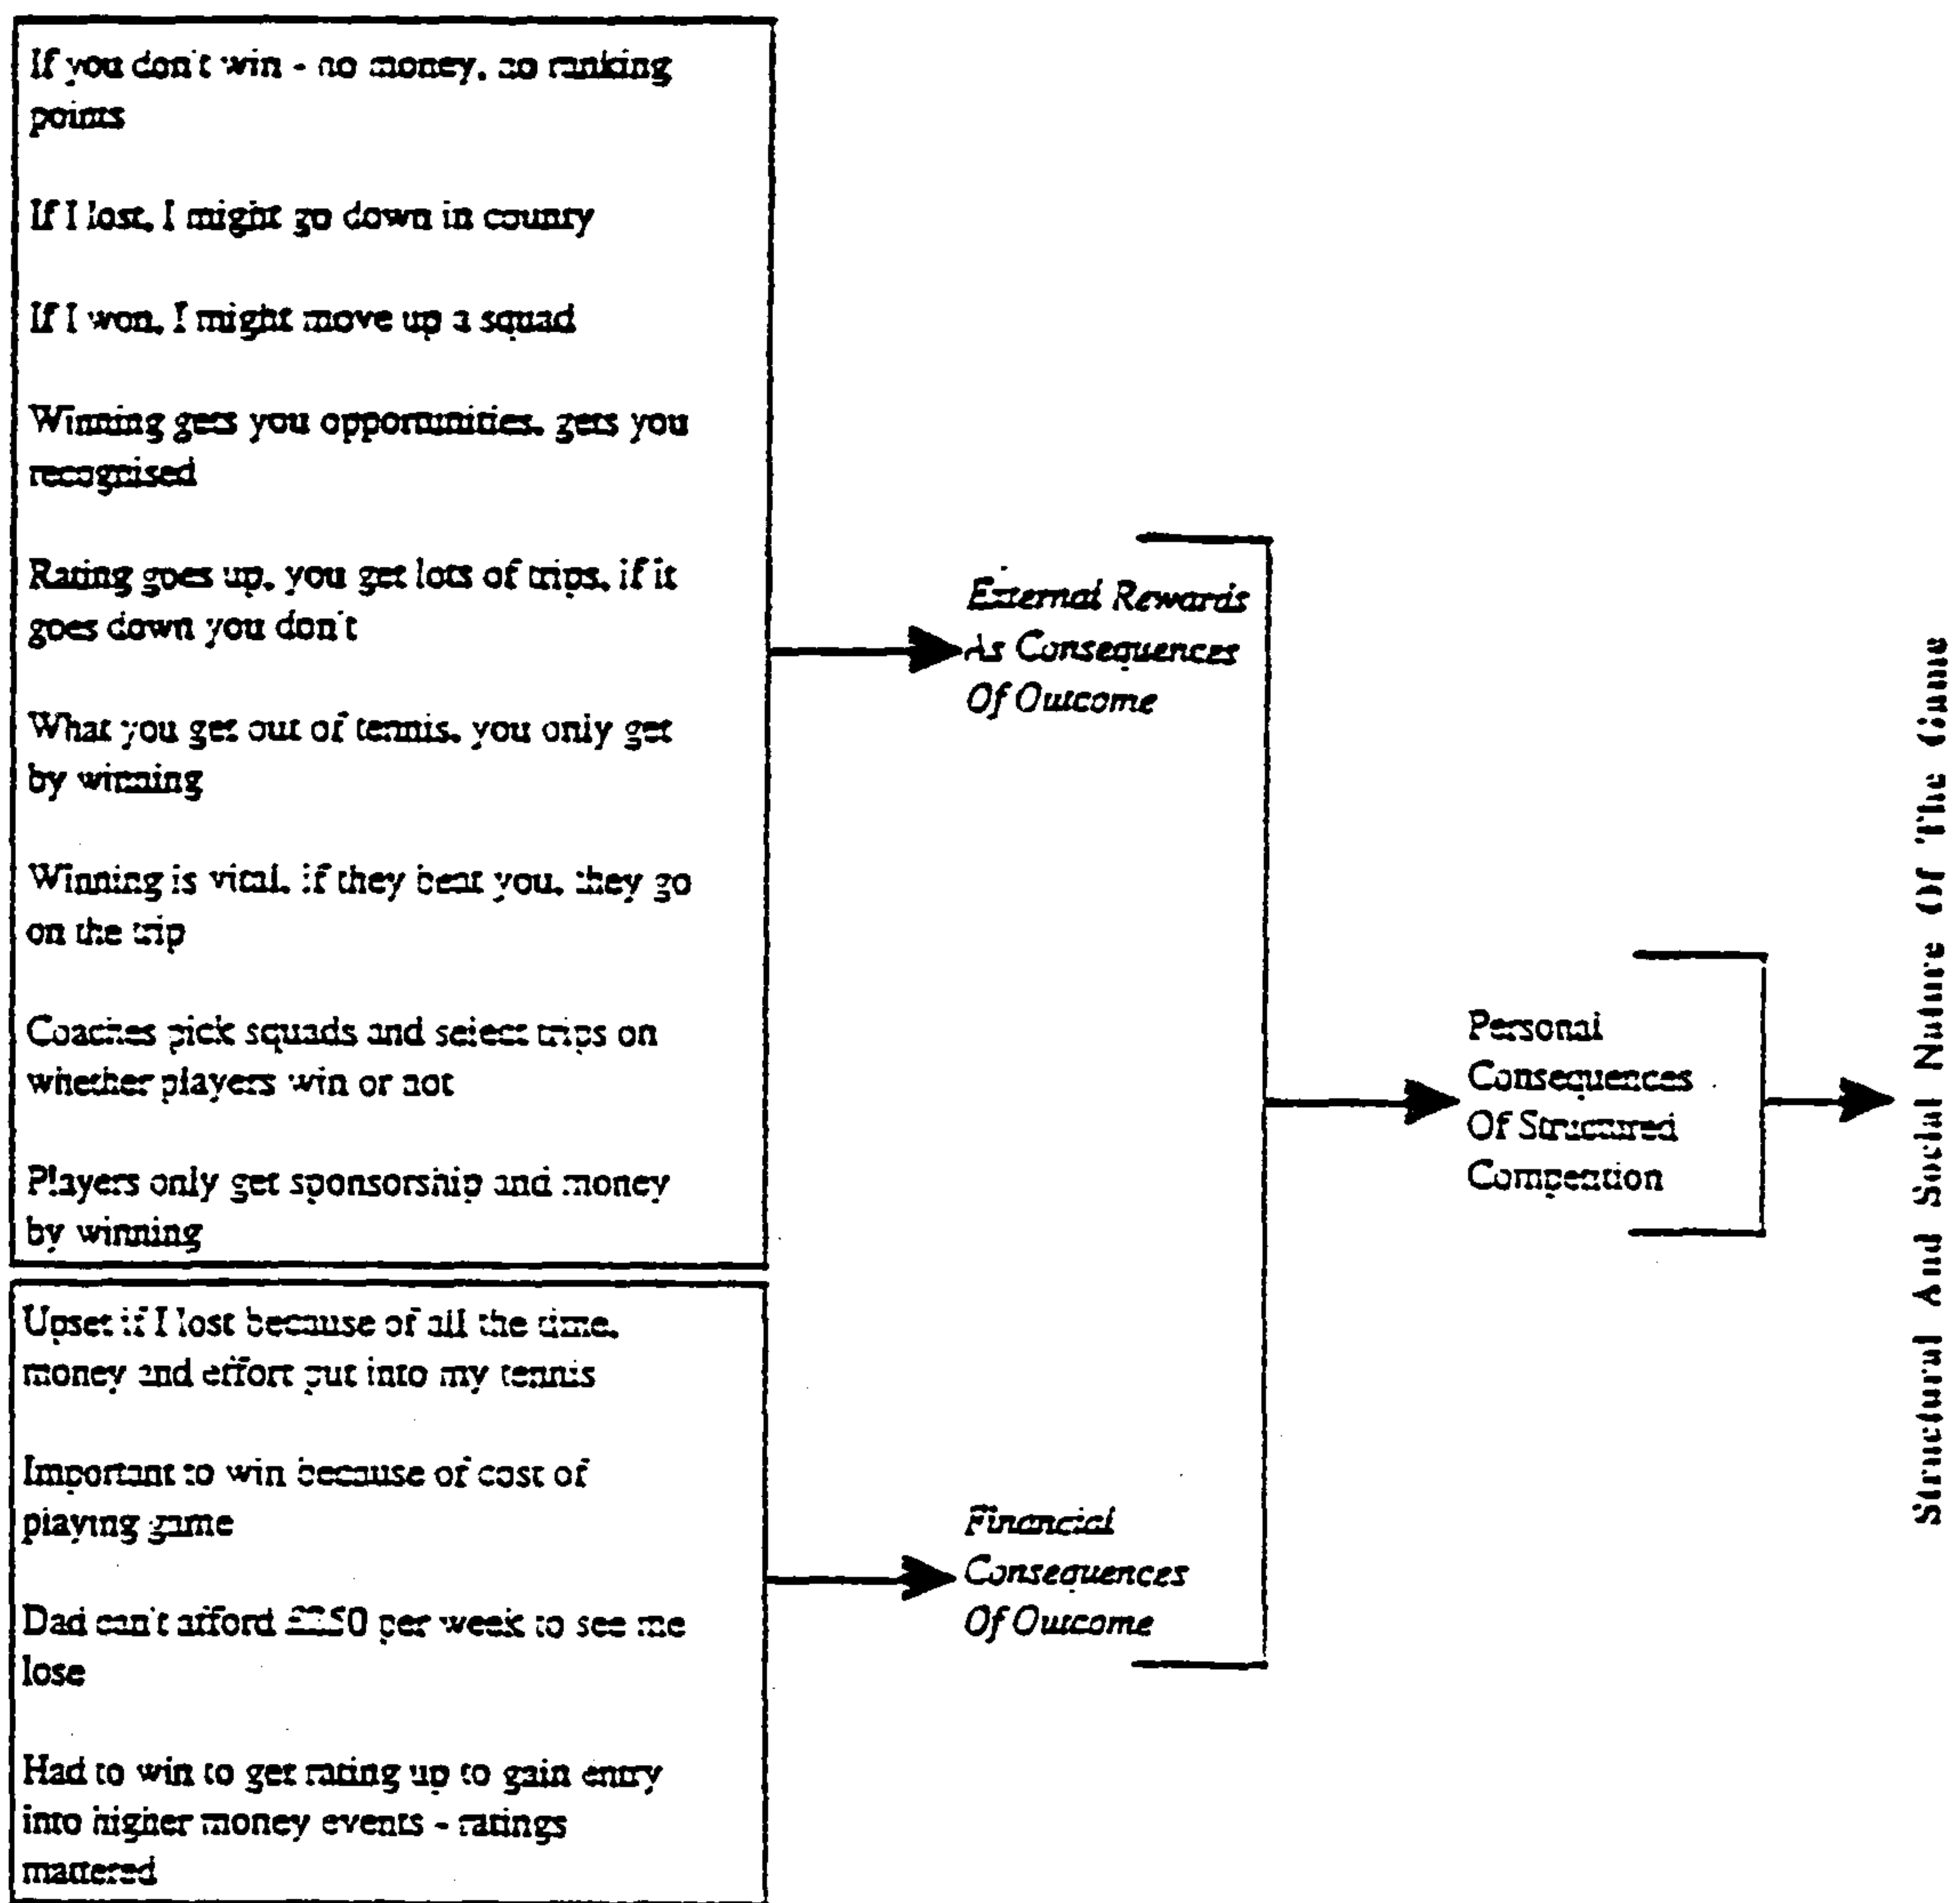 If you don't win - no money, no ranking
points
If I lost, I might go down in county
If I won, I might move up a squad
Winning gets you opportunities, gets you
recognised
Rating goes up, you get lots of trips, if it
goes down you don't
What you get out of tennis, you only get
by winning
Winning is vital, if they beat you, they go
on the trip
Coaches pick squads and select trips on
whether players win or not
Players only get sponsorship and money
by winning
External Rewards
As Consequences
Of Outcome
Upset if I lost because of all the time,
money and effort put into my tennis
Important to win because of cost of
playing game
Dad can't afford per week to see me
lose
Had to win to get rating up to gain entry
into higher money events - ratings
mattered
Financial
Consequences
Of Outcome
Personal
Consequences
Of Structured
Competition
Structural And Social Nature Of The Game